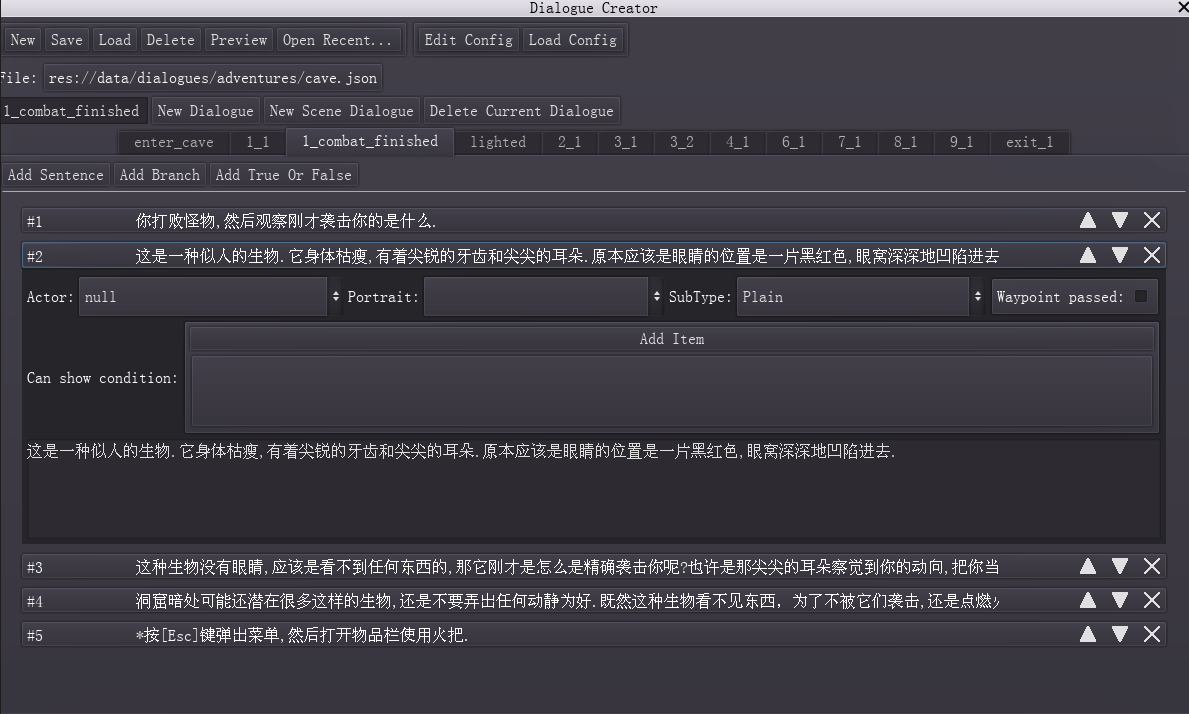 Dialogue Creator
New Save Load Delete Preview Open Recent... Edit Config Load Config
File: res://data/dialogues/adventures/cave.json
1_combat_finished New Dialogue New Scene Dialogue Delete Current Dialogue
enter_cave 1_1 1_combat_finished lighted 2_1 3_1 3_2 4_1 6_1 7_1 8_1 9_1 exit_1
Add Sentence Add Branch Add True Or False
#1 你打败怪物,然后观察刚才袭击你的是什么.
#2 这是一种似人的生物.它身体枯瘦,有着尖锐的牙齿和尖尖的耳朵.原本应该是眼睛的位置是一片黑红色,眼窝深深地凹陷进去
Actor: null Portrait: SubType: Plain Waypoint passed:
Add Item
Can show condition:
这是一种似人的生物.它身体枯瘦,有着尖锐的牙齿和尖尖的耳朵.原本应该是眼睛的位置是一片黑红色,眼窝深深地凹陷进去.
#3 这种生物没有眼睛,应该是看不到任何东西的,那它刚才是怎么是精确袭击你呢?也许是那尖尖的耳朵察觉到你的动向,把你当
#4 洞窟暗处可能还潜在很多这样的生物,还是不要弄出任何动静为好.既然这种生物看不见东西，为了不被它们袭击,还是点燃
#5 *按[Esc]键弹出菜单,然后打开物品栏使用火把.